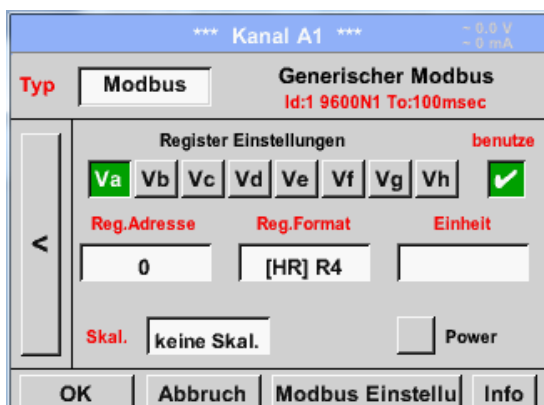 *** Kanal A1 ***
~ 0.0 V
~ 0 mA
Typ
Modbus
Generischer Modbus
Id:1 9600N1 To:100msec
Register Einstellungen
benutze
Va Vb Vc Vd Ve Vf Vg Vh
<
Reg.Adresse Reg.Format Einheit
0 [HR] R4
Skal. keine Skal. Power
OK Abbruch Modbus Einstellu Info